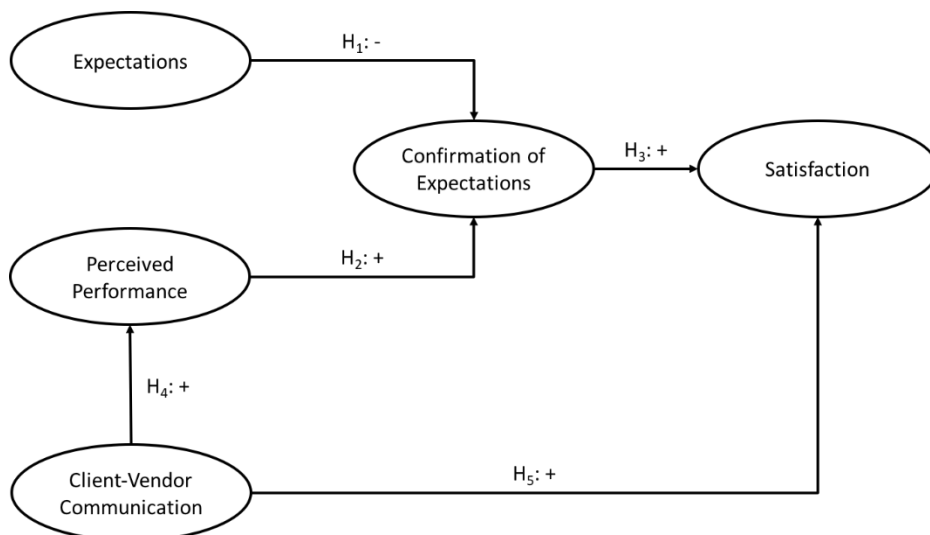 Expectations
H₁: -
Confirmation of
Expectations
H₃: +
Satisfaction
Perceived
Performance
H₂: +
H₄: +
Client-Vendor
Communication
H₅: +